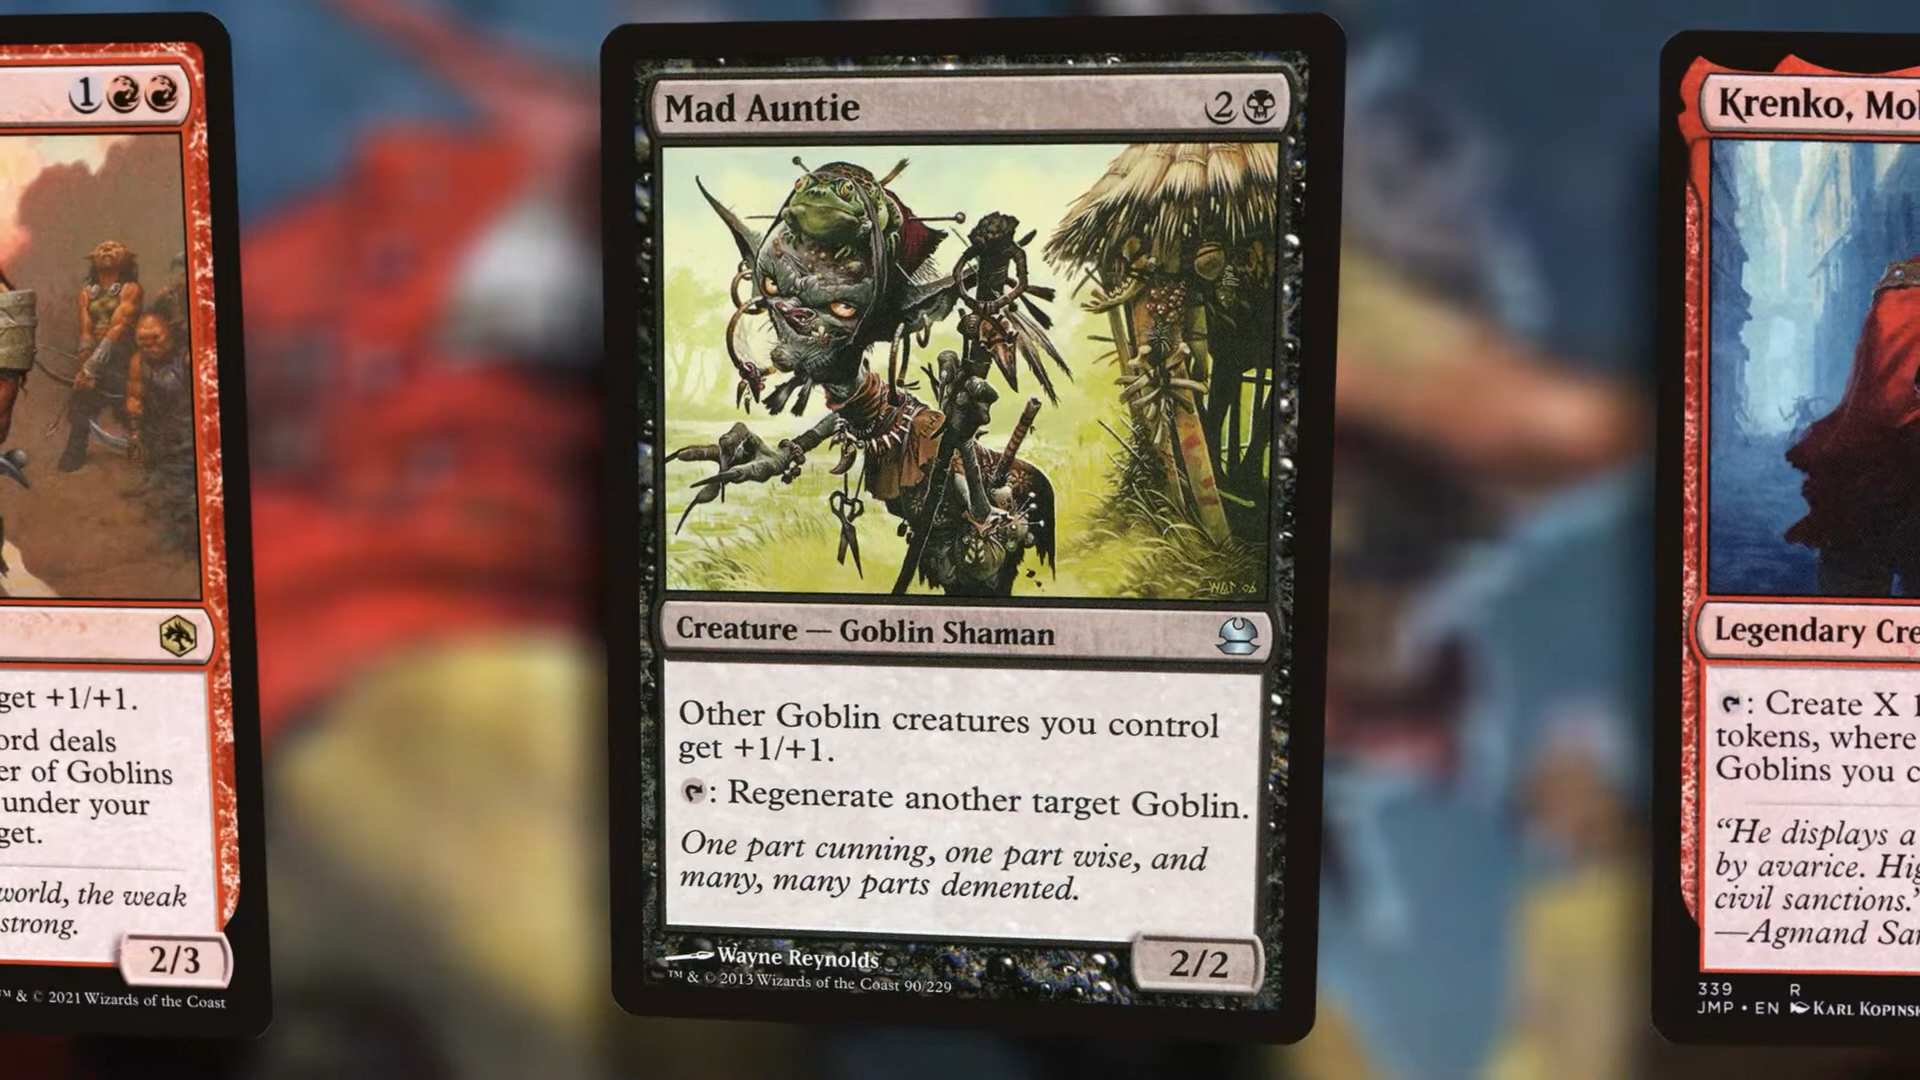 1
get +1/+1.
ord deals
er of Goblins
under your
get.
world, the weak
strong.
2/3
™ & © 2021 Wizards of the Coast
Mad Auntie
2
WAR.06
Creature — Goblin Shaman
Other Goblin creatures you control
get +1/+1.
: Regenerate another target Goblin.
One part cunning, one part wise, and
many, many parts demented.
2/2
Wayne Reynolds
™ & © 2013 Wizards of the Coast 90/229
Krenko, Mo
Legendary Cre
: Create X 1
tokens, where
Goblins you c
“He displays a
by avarice. Hig
civil sanctions.”
—Agmand Sar
339 R
JMP • EN KARL KOPINSK